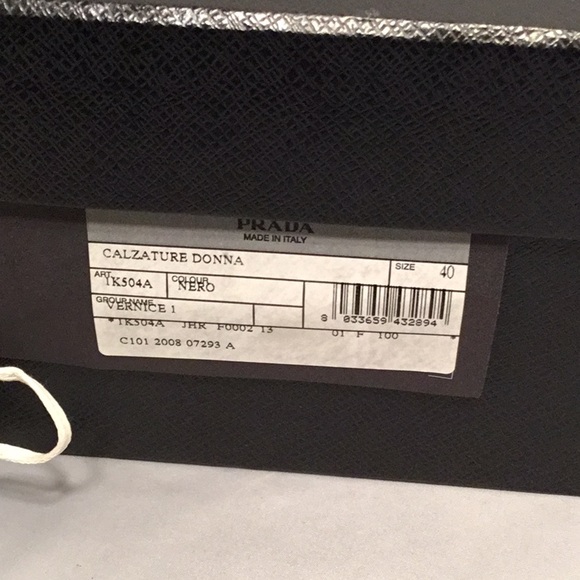 PRADA
MADE IN ITALY
CALZATURE DONNA SIZE 40
ART. 1K504A COLOUR NERO
GROUP NAME VERNICE 1
8 033659 432894
* 1K504A JHR F0002 13 01 F 100 *
C101 2008 07293 A